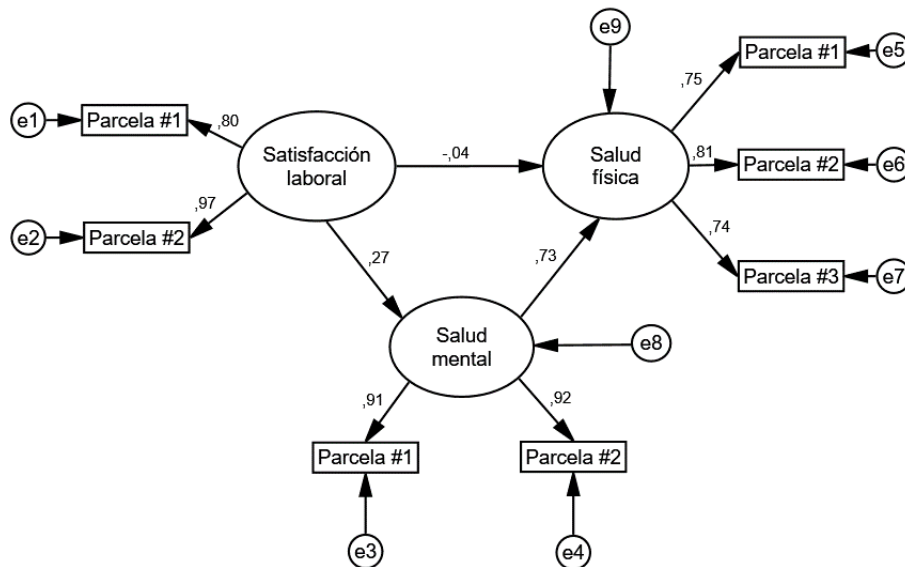 e9
Parcela #1
e5
,75
e1
Parcela #1
,80
Satisfacción
laboral
-,04
Salud
física
,81
Parcela #2
e6
,97
e2
Parcela #2
,74
,27
,73
Parcela #3
e7
Salud
mental
e8
,91
,92
Parcela #1
Parcela #2
e3
e4